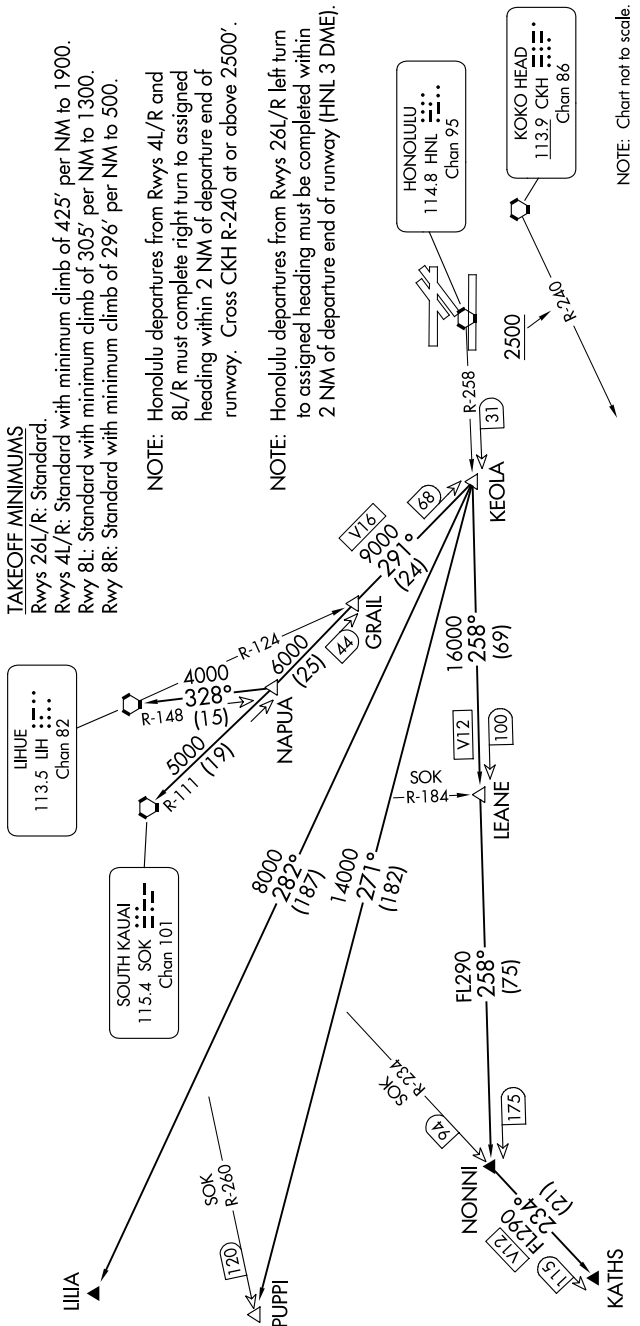 TAKEOFF MINIMUMS
Rwys 26L/R: Standard.
Rwys 4L/R: Standard with minimum climb of 425' per NM to 1900.
Rwy 8L: Standard with minimum climb of 305' per NM to 1300.
Rwy 8R: Standard with minimum climb of 296' per NM to 500.
NOTE: Honolulu departures from Rwys 4L/R and
8L/R must complete right turn to assigned
heading within 2 NM of departure end of
runway. Cross CKH R-240 at or above 2500'.
NOTE: Honolulu departures from Rwys 26L/R left turn
to assigned heading must be completed within
2 NM of departure end of runway (HNL 3 DME).
LIHUE
113.5 LIH
Chan 82
SOUTH KAUAI
115.4 SOK
Chan 101
HONOLULU
114.8 HNL
Chan 95
KOKO HEAD
113.9 CKH
Chan 86
4000
R-124
328°
R-148
(15)
5000
R-111
(19)
6000
(25)
NAPUA
44
GRAIL
V16
9000
291°
(24)
68
R-258
31
KEOLA
2500
R-240
8000
282°
(187)
14000
271°
(182)
16000
258°
(69)
V12
100
SOK
R-184
LEANE
FL290
258°
(75)
SOK
R-234
94
175
NONNI
FL290
234°
(21)
V12
115
KATHS
SOK
R-260
120
PUPPI
LILIA
NOTE: Chart not to scale.